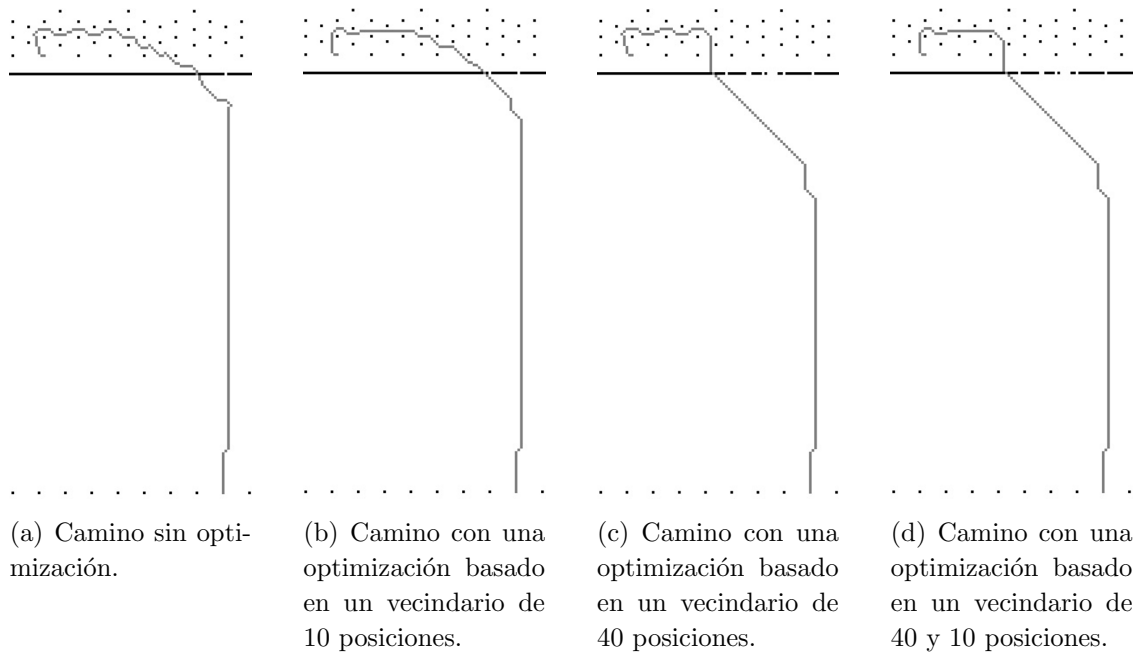 (a) Camino sin opti-
mización.
(b) Camino con una
optimización basado
en un vecindario de
10 posiciones.
(c) Camino con una
optimización basado
en un vecindario de
40 posiciones.
(d) Camino con una
optimización basado
en un vecindario de
40 y 10 posiciones.